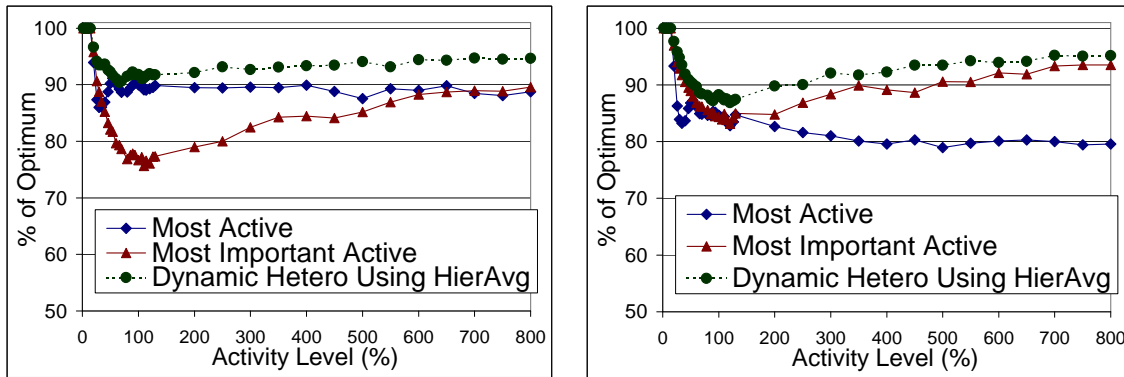 100
90
80
70
60
50
% of Optimum
Most Active
Most Important Active
Dynamic Hetero Using HierAvg
0 100 200 300 400 500 600 700 800
Activity Level (%)
100
90
80
70
60
50
% of Optimum
Most Active
Most Important Active
Dynamic Hetero Using HierAvg
0 100 200 300 400 500 600 700 800
Activity Level (%)